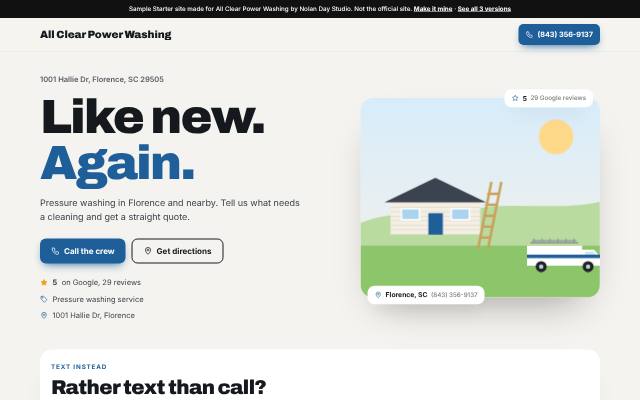 Sample Starter site made for All Clear Power Washing by Nolan Day Studio. Not the official site. Make it mine · See all 3 versions
All Clear Power Washing
(843) 356-9137
1001 Hallie Dr, Florence, SC 29505
Like new.
Again.
Pressure washing in Florence and nearby. Tell us what needs
a cleaning and get a straight quote.
Call the crew
Get directions
5 on Google, 29 reviews
Pressure washing service
1001 Hallie Dr, Florence
5 29 Google reviews
Florence, SC (843) 356-9137
TEXT INSTEAD
Rather text than call?